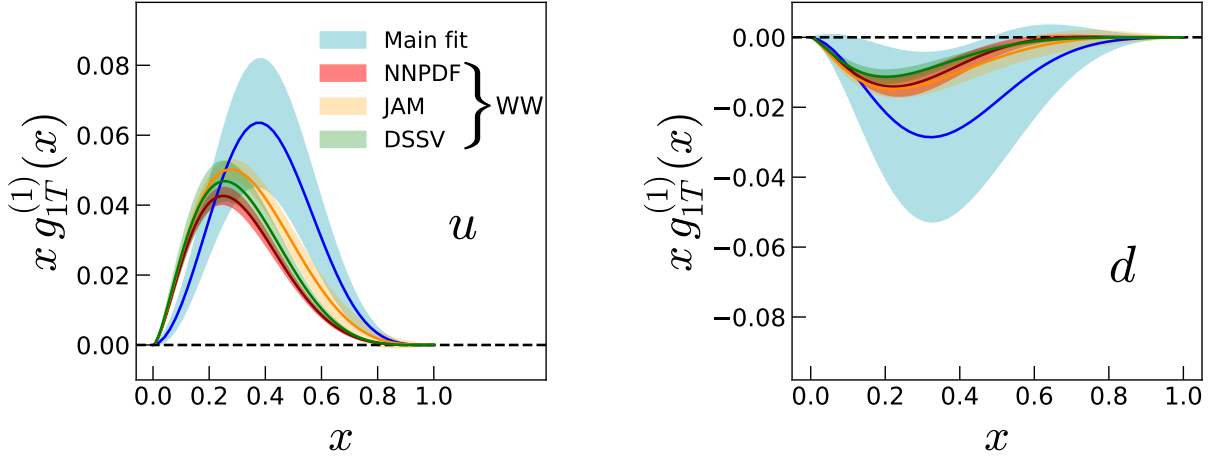 0.08
0.06
0.04
0.02
0.00
x g_{1T}^{(1)}(x)
Main fit
NNPDF
JAM
DSSV
WW
u
0.0 0.2 0.4 0.6 0.8 1.0
x
0.00
−0.02
−0.04
−0.06
−0.08
x g_{1T}^{(1)}(x)
d
0.0 0.2 0.4 0.6 0.8 1.0
x